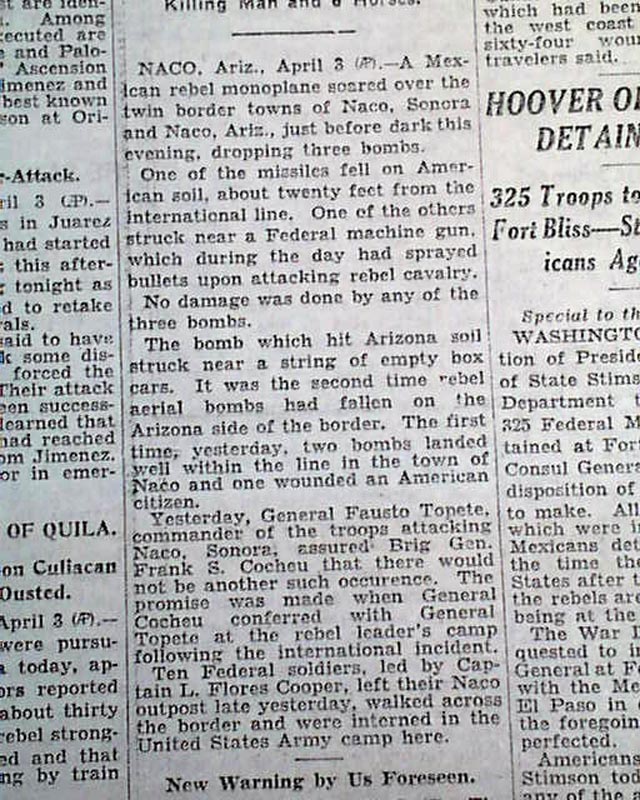 st are iden-
. Among
ecuted are
e and Palo-
" Ascension
imenez and
best known
son at Ori-
r-Attack.
ril 3 (AP).—
s in Juarez
had started
this after-
tonight as
d to retake
vals.
said to have
k some dis-
forced the
Their attack
een success-
learned that
had reached
om Jimenez.
or in emer-
OF QUILA.
on Culiacan
Ousted.
April 3 (AP).—
were pursu-
a today, ap-
ors reported
about thirty
rebel strong-
ed and that
ng by train
Killing Man and 6 Horses.
NACO, Ariz., April 3 (AP).—A Mex-
ican rebel monoplane soared over the
twin border towns of Naco, Sonora
and Naco, Ariz., just before dark this
evening, dropping three bombs.
One of the missiles fell on Amer-
ican soil, about twenty feet from the
international line. One of the others
struck near a Federal machine gun,
which during the day had sprayed
bullets upon attacking rebel cavalry.
No damage was done by any of the
three bombs.
The bomb which hit Arizona soil
struck near a string of empty box
cars. It was the second time rebel
aerial bombs had fallen on the
Arizona side of the border. The first
time, yesterday, two bombs landed
well within the line in the town of
Naco and one wounded an American
citizen.
Yesterday, General Fausto Topete,
commander of the troops attacking
Naco, Sonora, assured Brig Gen.
Frank S. Cocheu that there would
not be another such occurence. The
promise was made when General
Cocheu conferred with General
Topete at the rebel leader's camp
following the international incident.
Ten Federal soldiers, led by Cap-
tain L. Flores Cooper, left their Naco
outpost late yesterday, walked across
the border and were interned in the
United States Army camp here.
New Warning by Us Foreseen.
which had been
the west coast
sixty-four wou
travelers said.
HOOVER O
DETAIN
325 Troops to
Fort Bliss—St
icans Ag
Special to th
WASHINGTO
tion of Preside
of State Stims
Department t
325 Federal M
tained at Fort
Consul Genera
disposition of
to make. All
which were i
Mexicans det
the time the
States after t
the rebels are
being at the
The War
quested to i
General at F
with the Me
El Paso in
the foregoin
perfected.
Americans
Stimson tod
any of the a